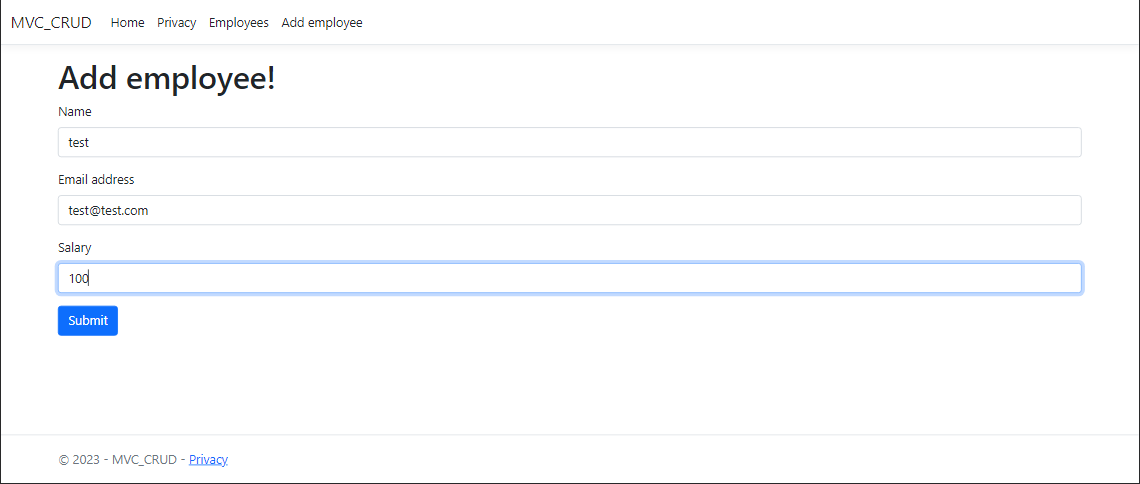 MVC_CRUD Home Privacy Employees Add employee
Add employee!
Name
test
Email address
test@test.com
Salary
100
Submit
© 2023 - MVC_CRUD - Privacy